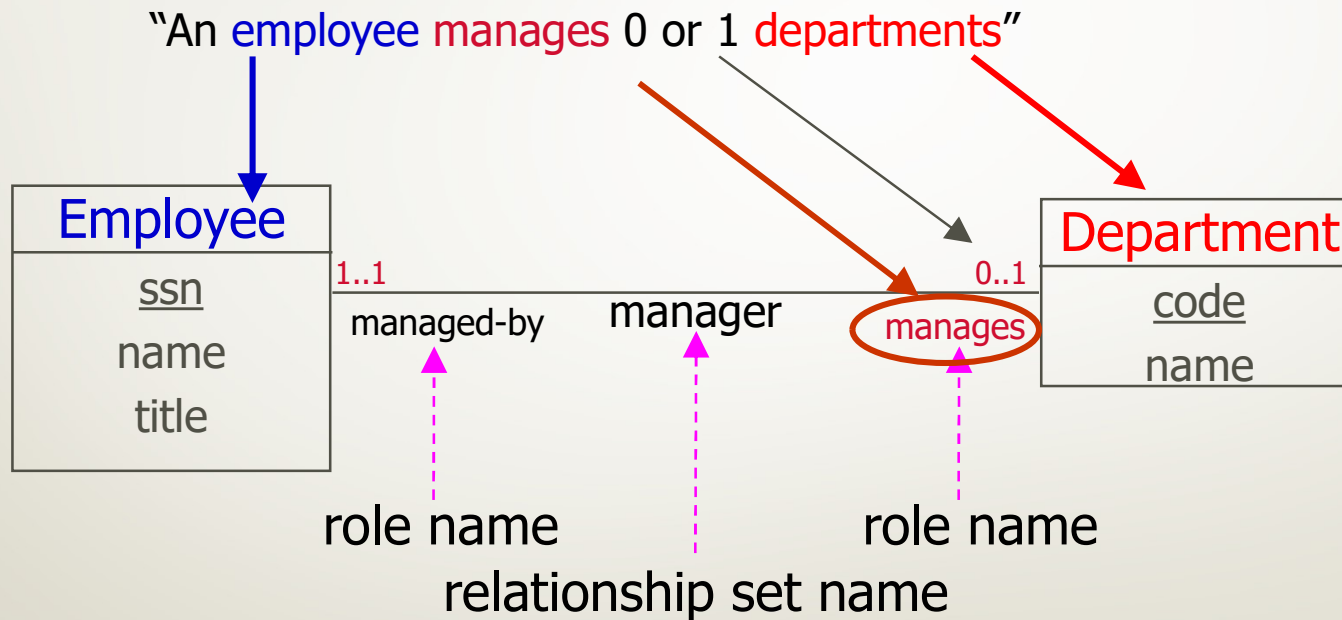 “An employee manages 0 or 1 departments”
Employee
ssn
name
title
1..1
managed-by
manager
0..1
manages
Department
code
name
role name
role name
relationship set name